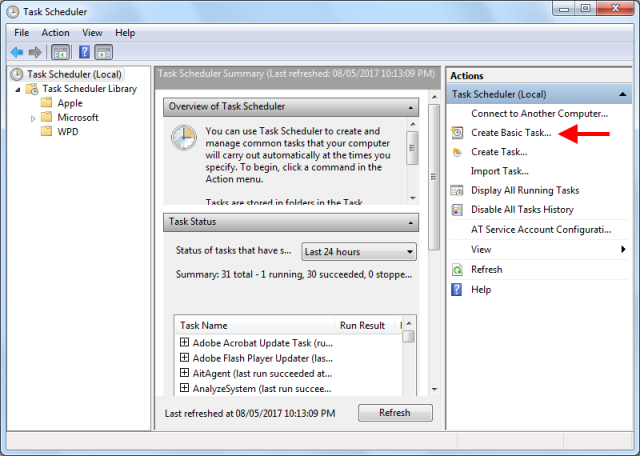 Task Scheduler
File Action View Help
Task Scheduler (Local)
Task Scheduler Library
Apple
Microsoft
WPD
Task Scheduler Summary (Last refreshed: 08/05/2017 10:13:09 PM)
Overview of Task Scheduler
You can use Task Scheduler to create and
manage common tasks that your computer
will carry out automatically at the times you
specify. To begin, click a command in the
Action menu.
Tasks are stored in folders in the Task
Task Status
Status of tasks that have s... Last 24 hours
Summary: 31 total - 1 running, 30 succeeded, 0 stoppe...
Task Name Run Result
Adobe Acrobat Update Task (ru...
Adobe Flash Player Updater (las...
AitAgent (last run succeeded at...
AnalyzeSystem (last run succee...
Last refreshed at 08/05/2017 10:13:09 PM Refresh
Actions
Task Scheduler (Local)
Connect to Another Computer...
Create Basic Task...
Create Task...
Import Task...
Display All Running Tasks
Disable All Tasks History
AT Service Account Configurati...
View
Refresh
Help